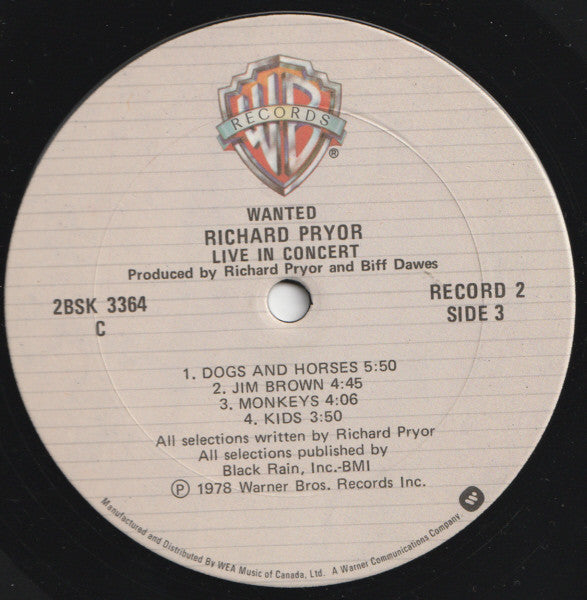 WB
RECORDS
®
WANTED
RICHARD PRYOR
LIVE IN CONCERT
Produced by Richard Pryor and Biff Dawes
2BSK 3364
C
RECORD 2
SIDE 3
1. DOGS AND HORSES 5:50
2. JIM BROWN 4:45
3. MONKEYS 4:06
4. KIDS 3:50
All selections written by Richard Pryor
All selections published by
Black Rain, Inc.-BMI
Ⓟ 1978 Warner Bros. Records Inc.
Manufactured and Distributed By WEA Music of Canada, Ltd. A Warner Communications Company